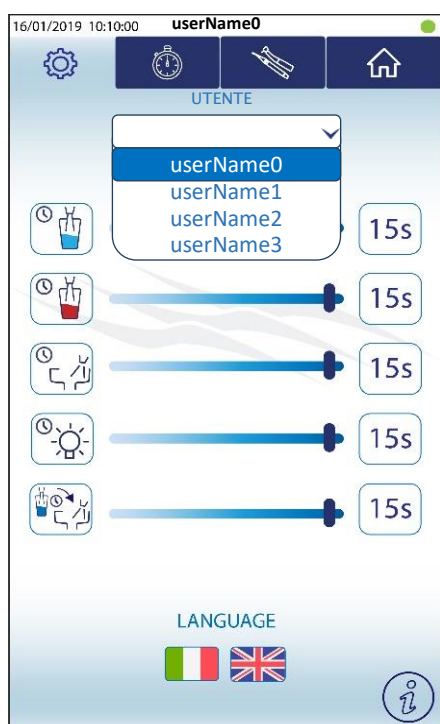 16/01/2019 10:10:00 userName0
UTENTE
userName0
userName1
userName2
userName3
15s
15s
15s
15s
15s
LANGUAGE
i